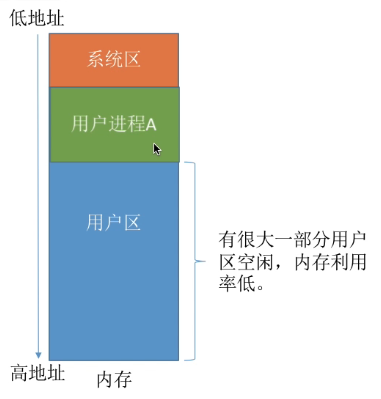 低地址
系统区
用户进程A
用户区
有很大一部分用户
区空闲，内存利用
率低。
高地址
内存